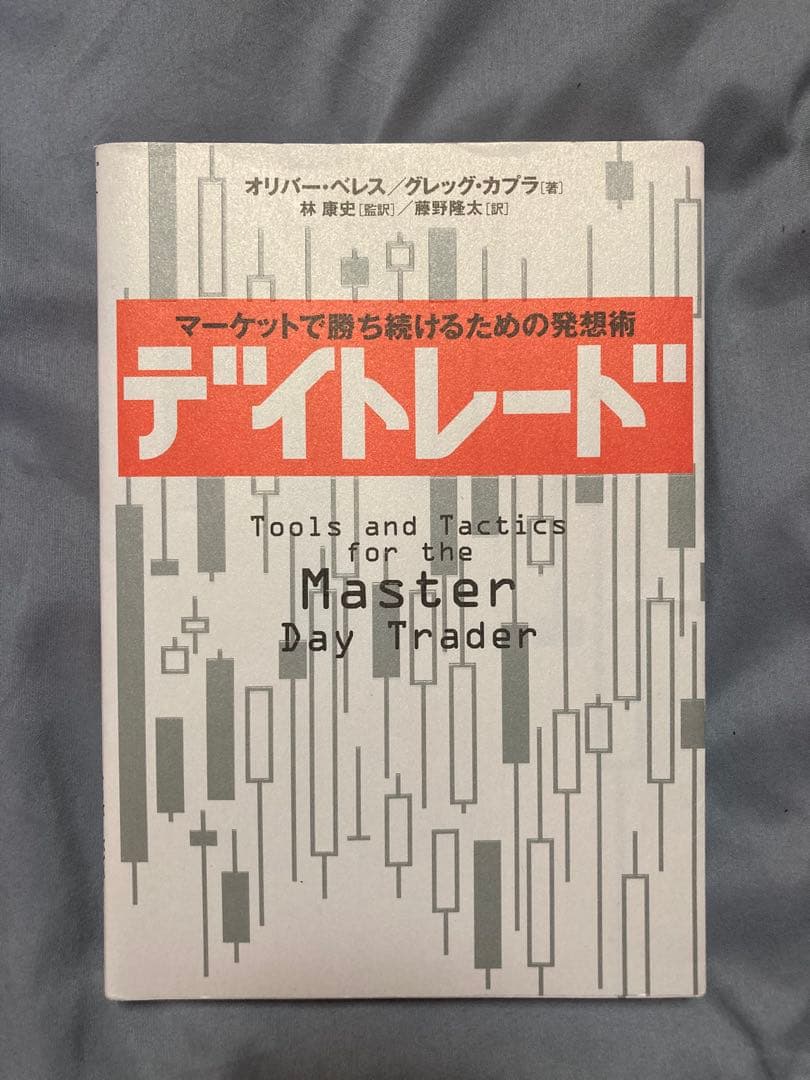 オリバー・ベレス／グレッグ・カプラ[著]
林 康史[監訳]／藤野隆太[訳]
マーケットで勝ち続けるための発想術
デイトレード
Tools and Tactics
for the
Master
Day Trader